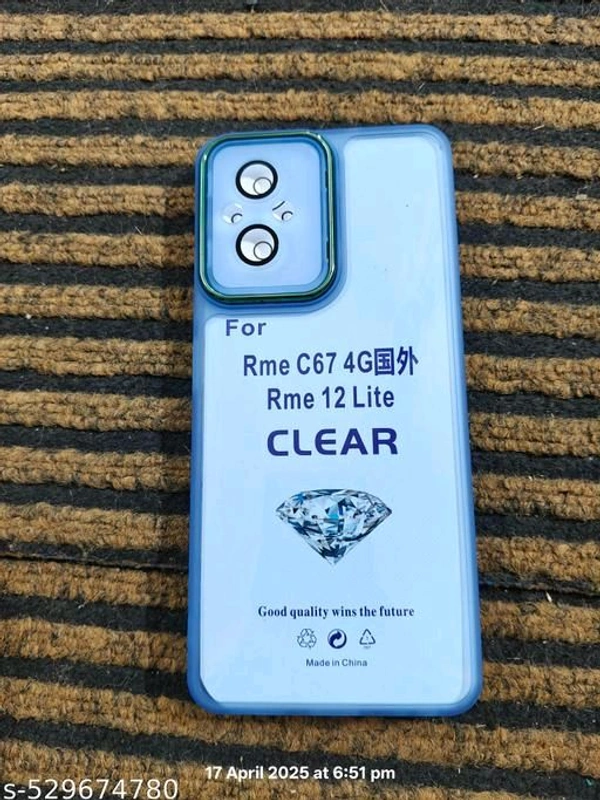 For
Rme C67 4G国外
Rme 12 Lite
CLEAR
Good quality wins the future
Made in China
17 April 2025 at 6:51 pm
s-529674780